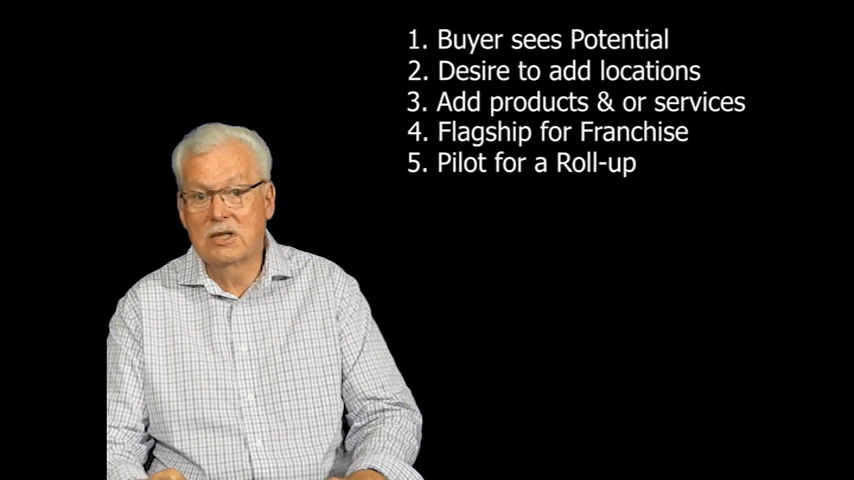 1. Buyer sees Potential
2. Desire to add locations
3. Add products & or services
4. Flagship for Franchise
5. Pilot for a Roll-up